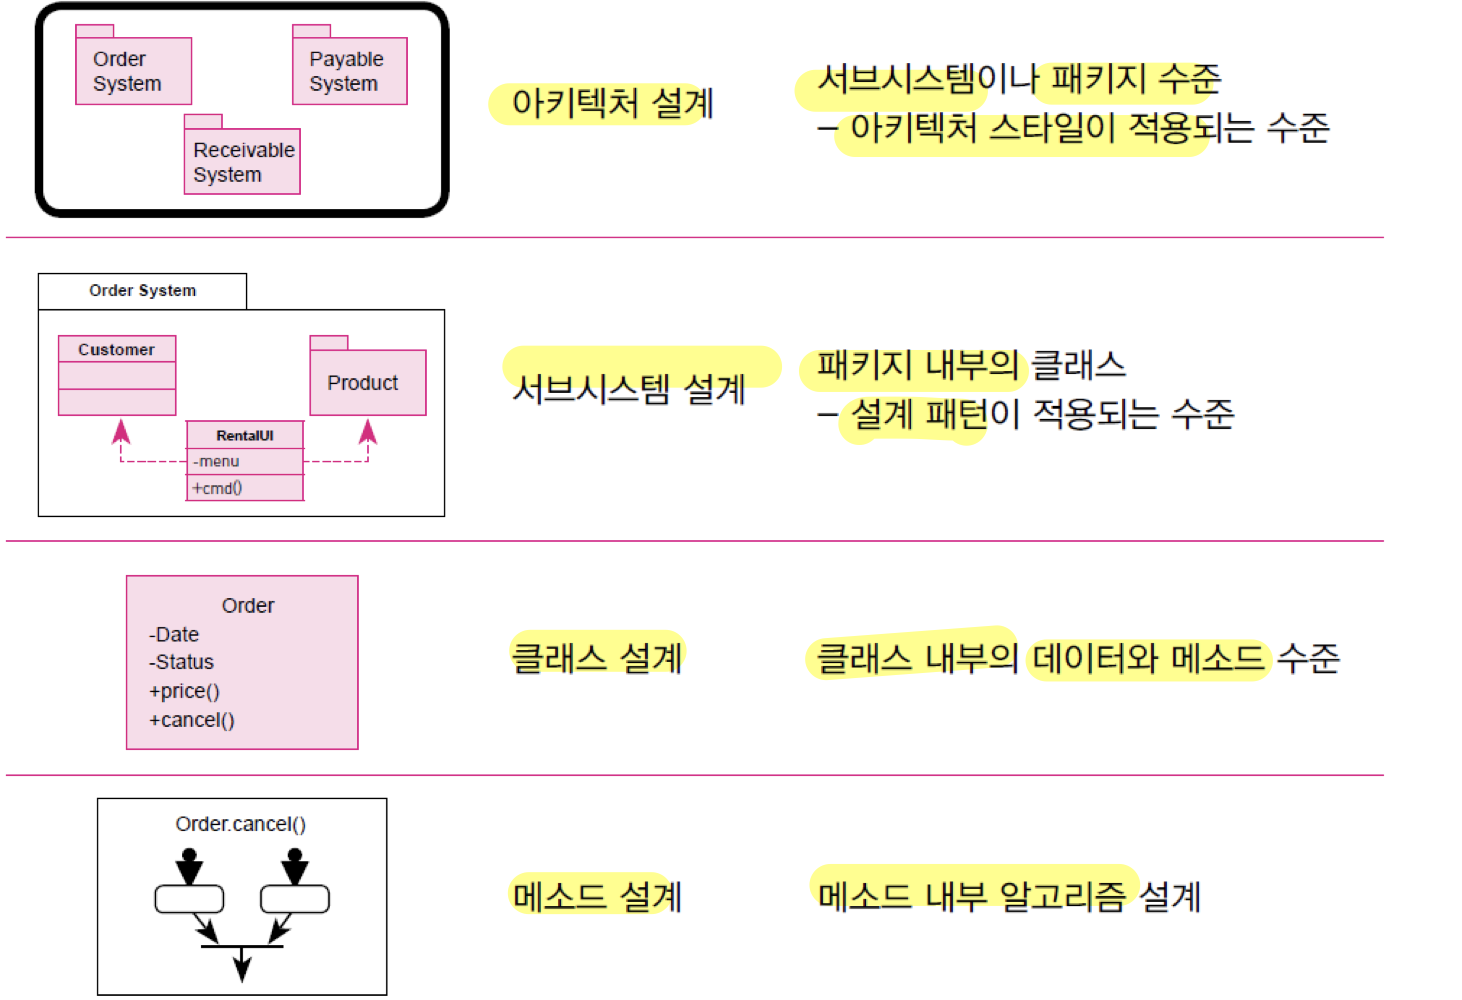 Order
System
Payable
System
Receivable
System
아키텍처 설계
서브시스템이나 패키지 수준
– 아키텍처 스타일이 적용되는 수준
Order System
Customer
Product
RentalUI
-menu
+cmd()
서브시스템 설계
패키지 내부의 클래스
– 설계 패턴이 적용되는 수준
Order
-Date
-Status
+price()
+cancel()
클래스 설계
클래스 내부의 데이터와 메소드 수준
Order.cancel()
메소드 설계
메소드 내부 알고리즘 설계